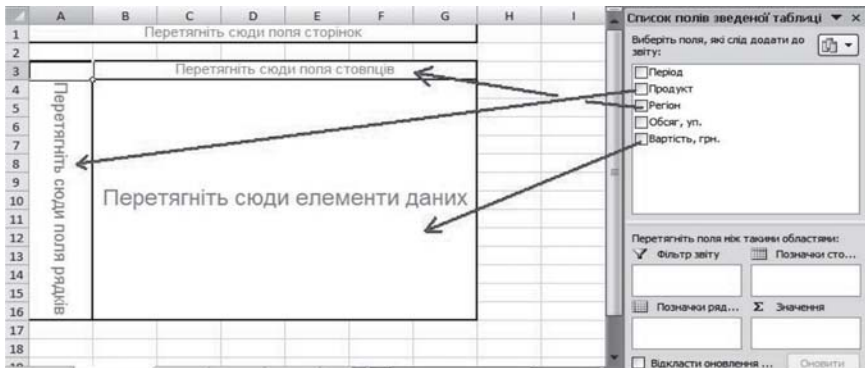 A B C D E F G H I
1 Перетягніть сюди поля сторінок
2
3 Перетягніть сюди поля стовпців
4
5
6
7
8
9
10
11
12
13
14
15
16
17
18
Перетягніть сюди поля рядків
Перетягніть сюди елементи даних
Список полів зведеної таблиці
Виберіть поля, які слід додати до
звіту:
Період
Продукт
Регіон
Обсяг, уп.
Вартість, грн.
Перетягніть поля між такими областями:
Фільтр звіту Позначки сто...
Позначки ряд... Σ Значення
Відкласти оновлення ... Оновити